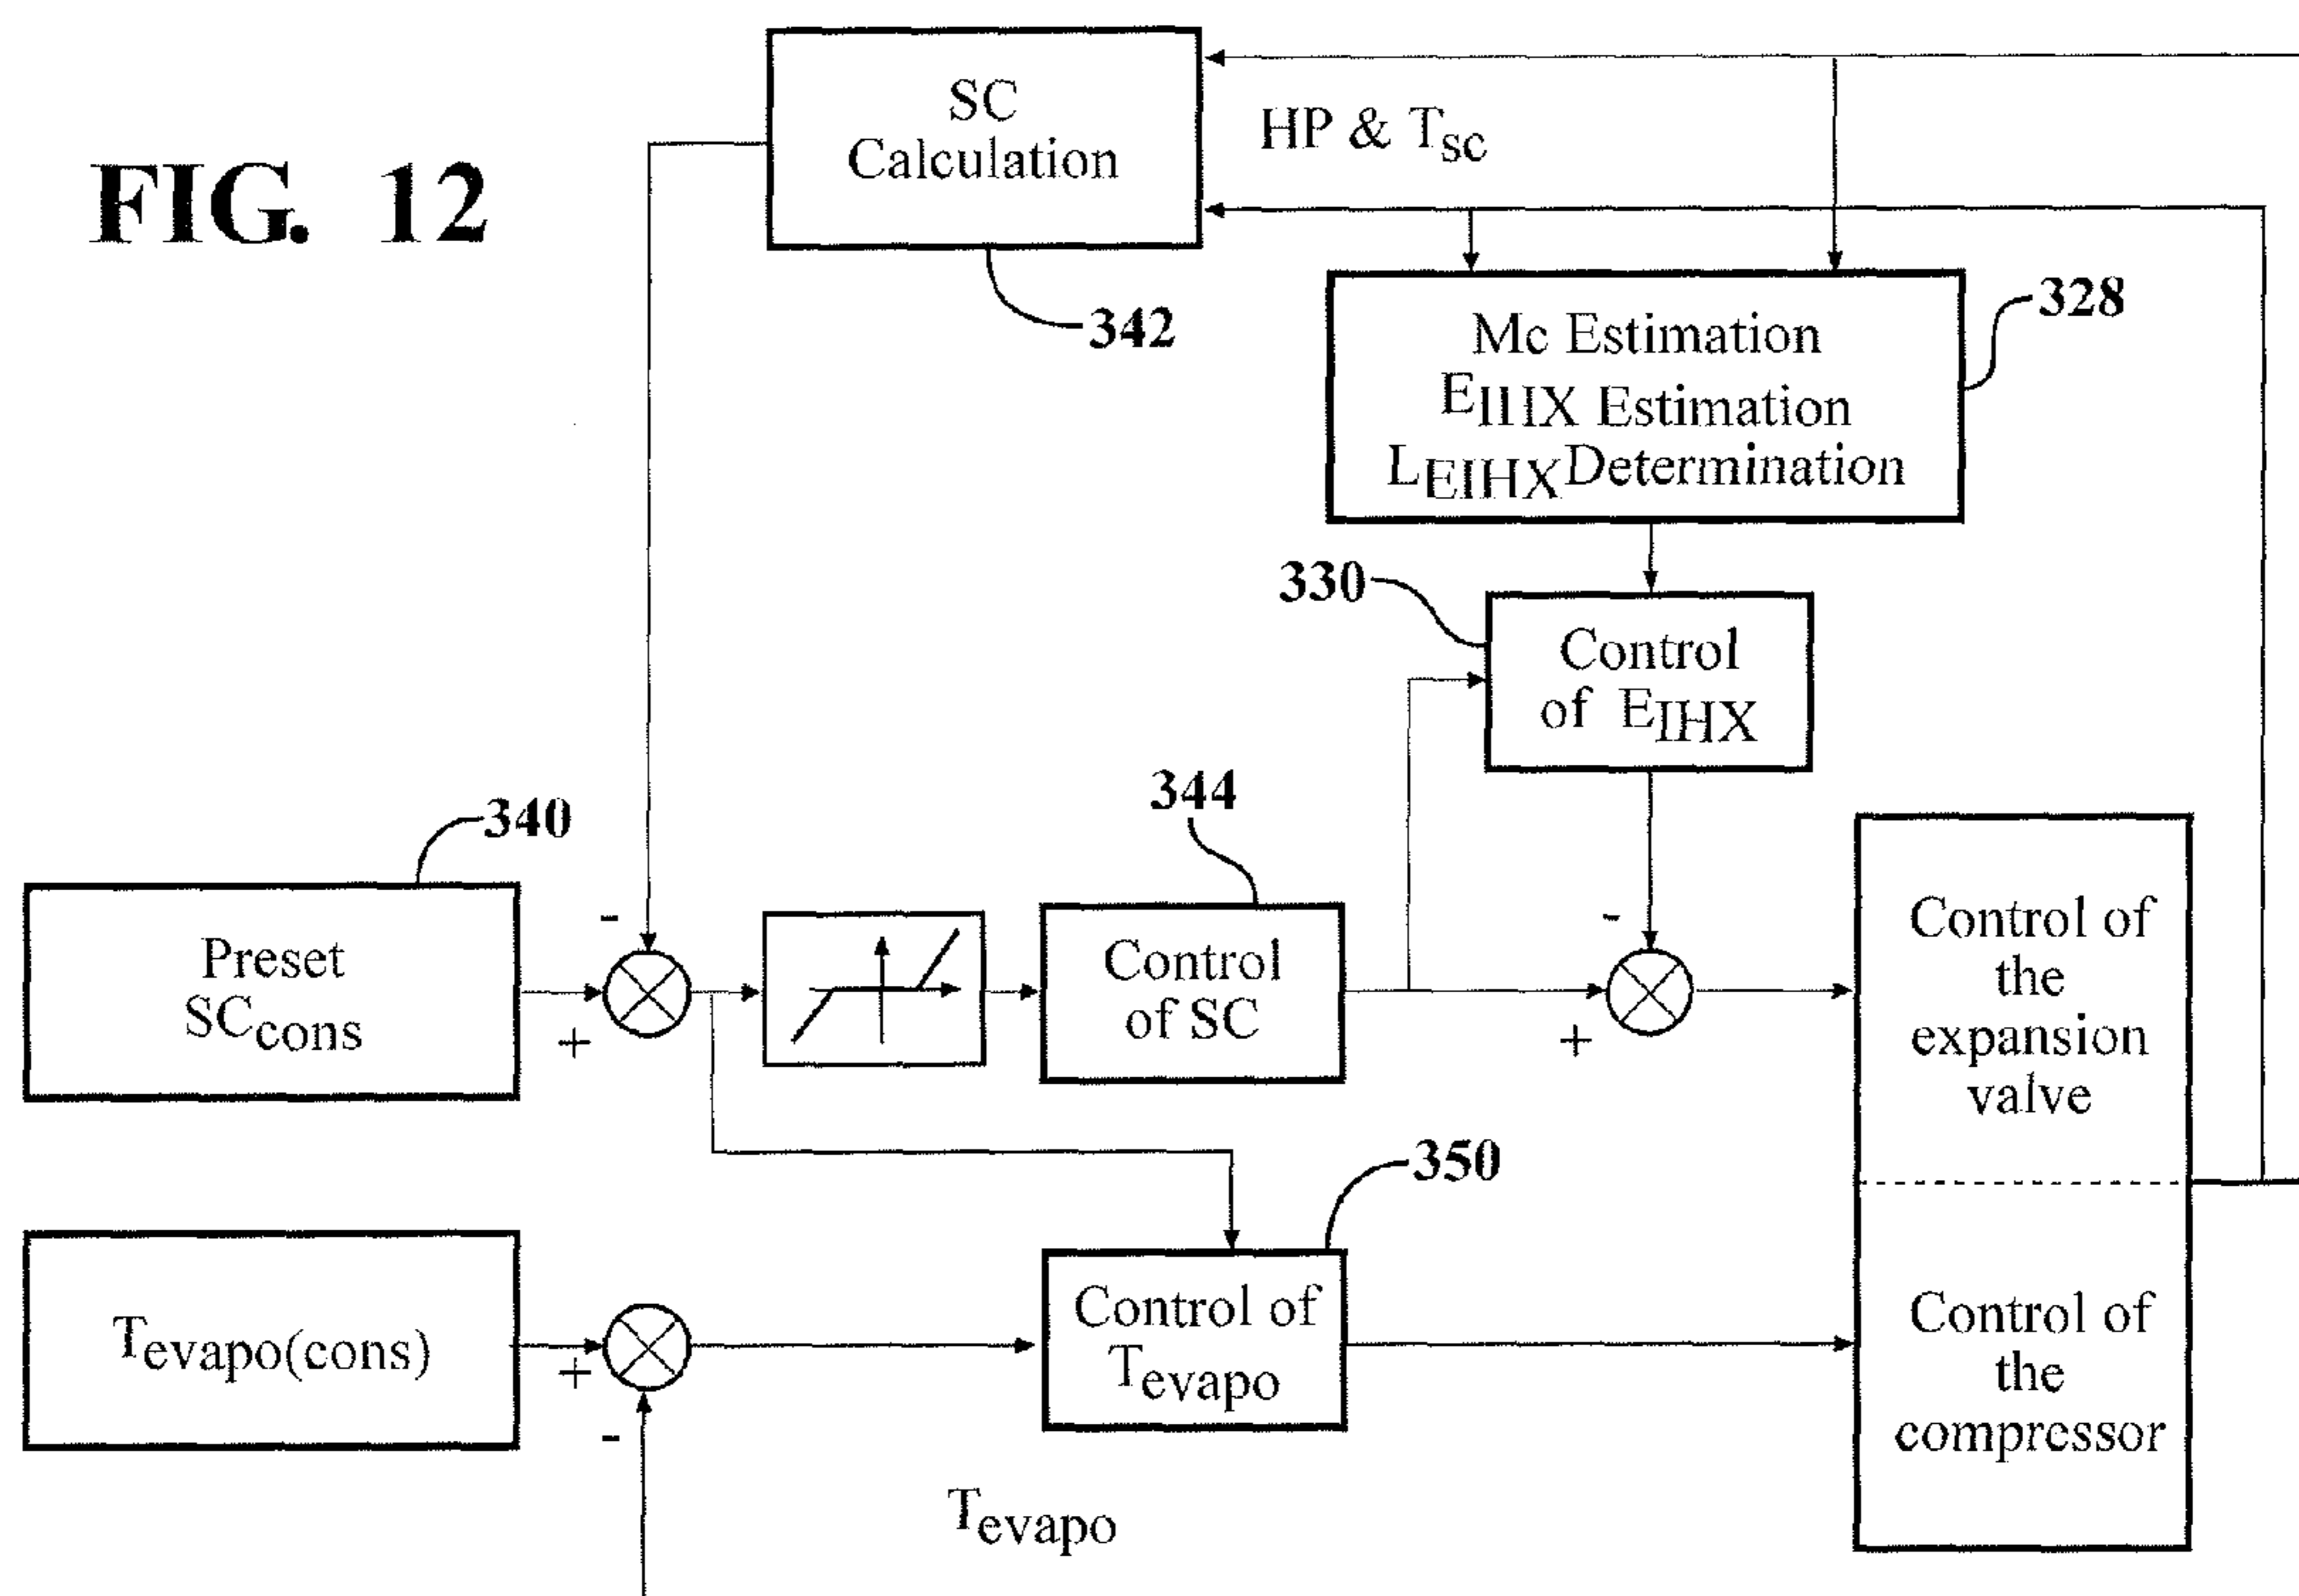 FIG. 12
SC
Calculation
342
HP & Tsc
Mc Estimation
EIHX Estimation
LEIHX Determination
328
330
Control
of EIHX
340
Preset
SCcons
-
+
344
Control
of SC
-
+
Control of
the
expansion
valve
350
Tevapo(cons)
+
-
Control of
Tevapo
Control of
the
compressor
Tevapo